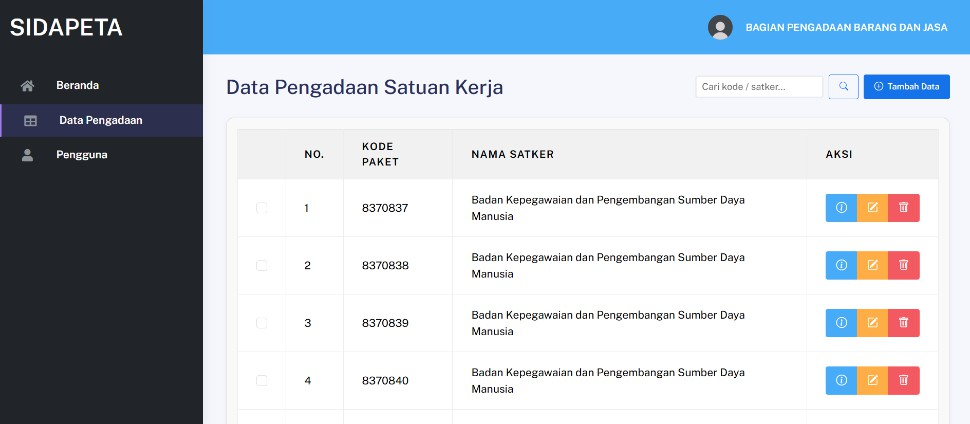 SIDAPETA
BAGIAN PENGADAAN BARANG DAN JASA
Beranda
Data Pengadaan
Pengguna
Data Pengadaan Satuan Kerja
Cari kode / satker...
Tambah Data
NO.
KODE
PAKET
NAMA SATKER
AKSI
1
8370837
Badan Kepegawaian dan Pengembangan Sumber Daya
Manusia
2
8370838
Badan Kepegawaian dan Pengembangan Sumber Daya
Manusia
3
8370839
Badan Kepegawaian dan Pengembangan Sumber Daya
Manusia
4
8370840
Badan Kepegawaian dan Pengembangan Sumber Daya
Manusia